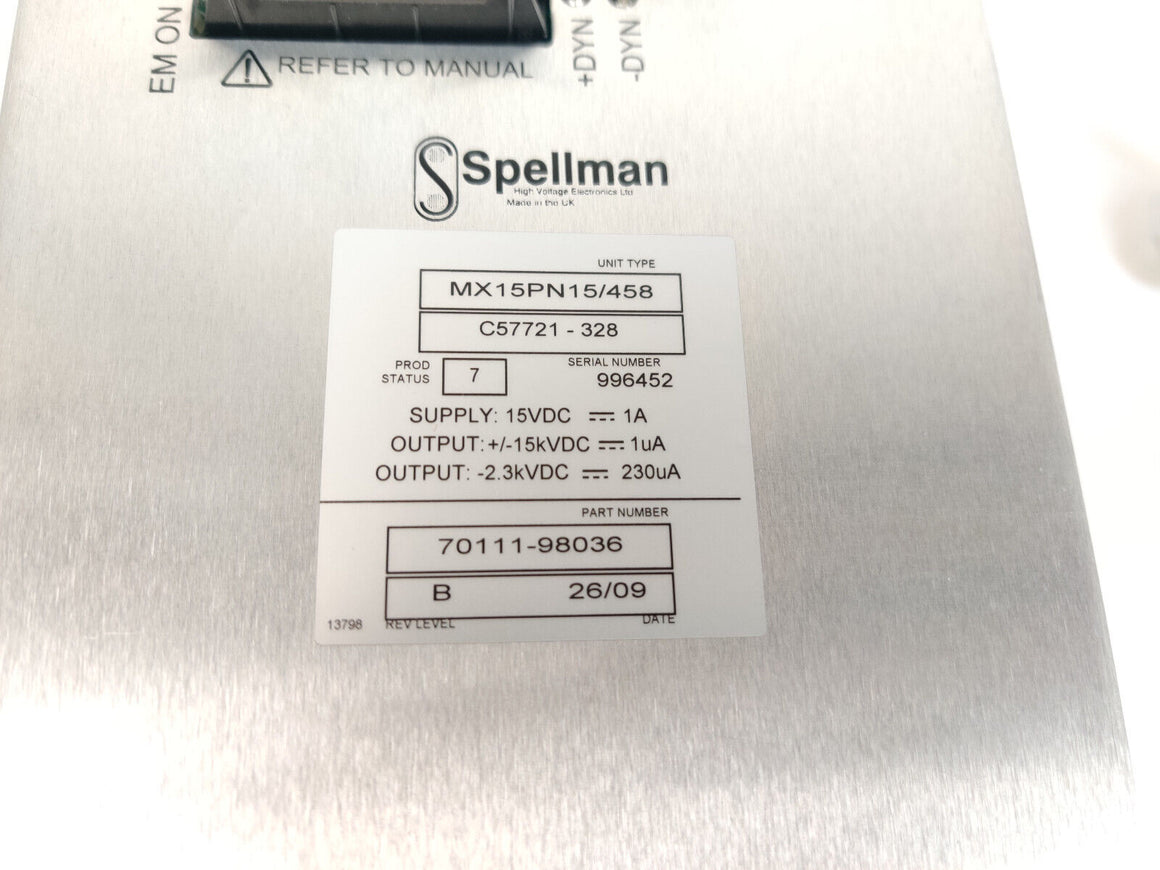 EM ON
REFER TO MANUAL
+DYN
-DYN
Spellman
High Voltage Electronics Ltd
Made in the UK
UNIT TYPE
MX15PN15/458
C57721 - 328
PROD STATUS
7
SERIAL NUMBER
996452
SUPPLY: 15VDC ⎓ 1A
OUTPUT: +/-15kVDC ⎓ 1uA
OUTPUT: -2.3kVDC ⎓ 230uA
PART NUMBER
70111-98036
B 26/09
13798 REV LEVEL DATE